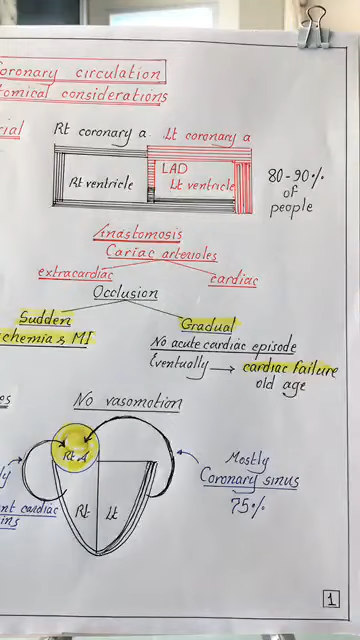 oronary circulation
tomical considerations
ial
Rt coronary a. Lt coronary a
LAD
Rt ventricle Lt ventricle
80-90%
of
people
Anastomosis
Cariac arterioles
extracardiac cardiac
Occlusion
Sudden Gradual
chemia & MI No acute cardiac episode
Eventually → cardiac failure
old age
es No vasomotion
Rt A
ly Mostly
Rt Lt Coronary sinus
nt cardiac 75%
ins
1